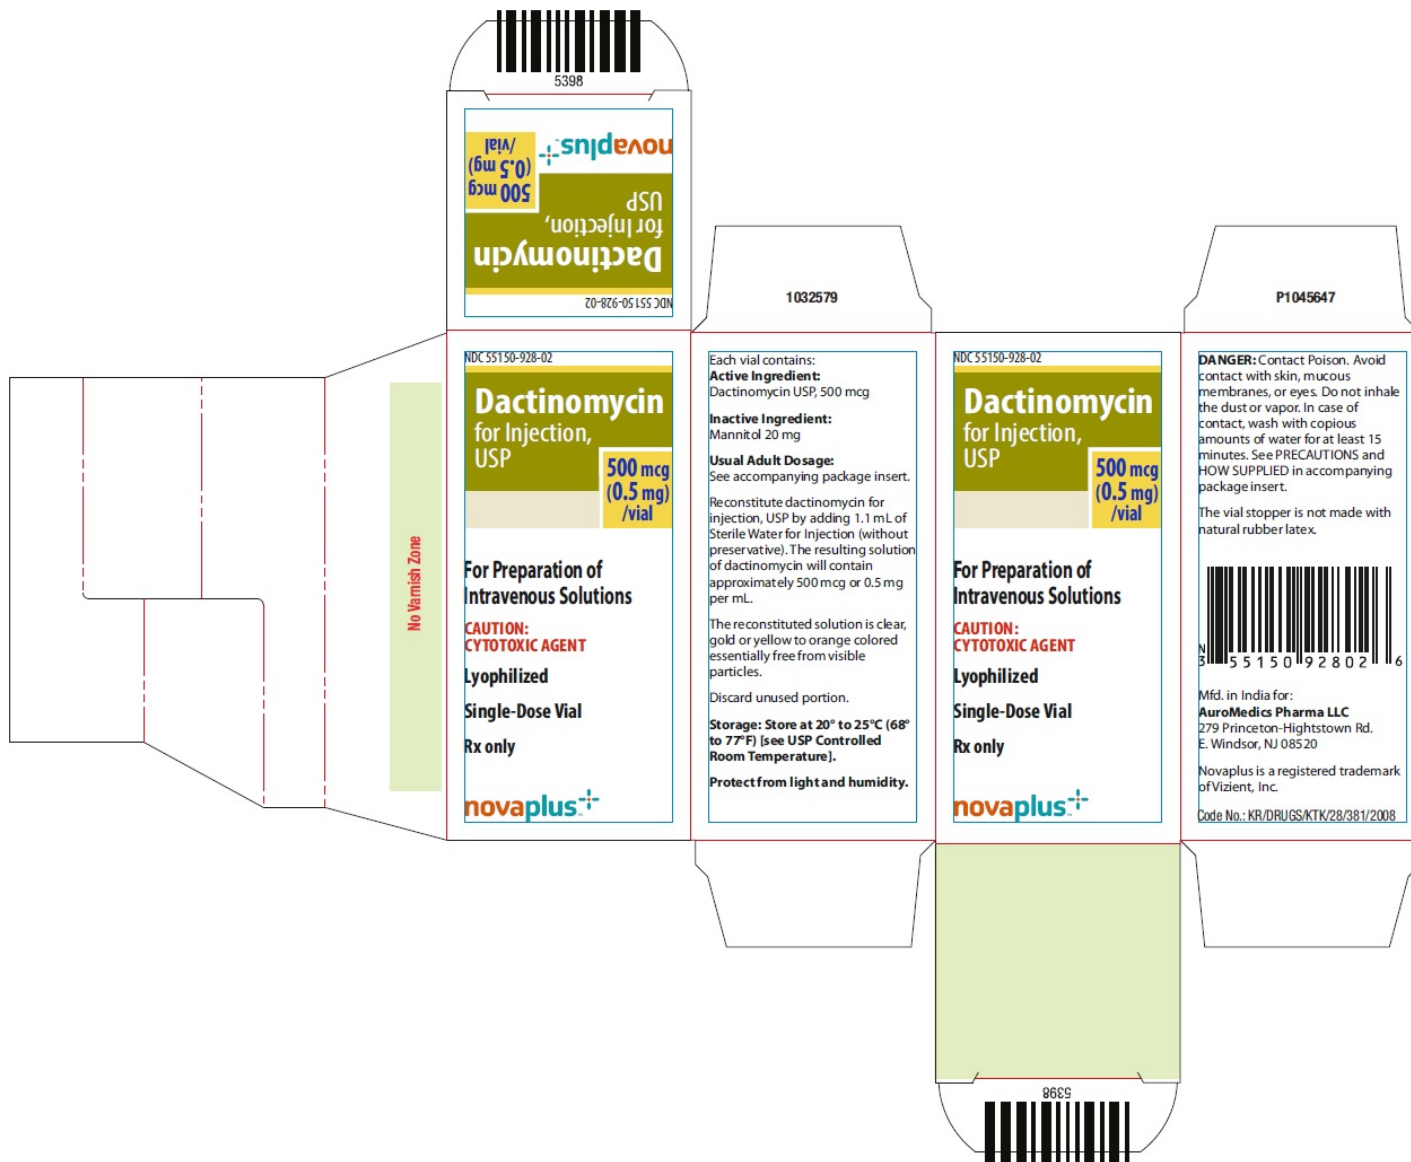 5398
novaplus
500 mcg
(0.5 mg)
/vial
Dactinomycin
for Injection,
USP
NDC 55150-928-02
No Varnish Zone
NDC 55150-928-02
Dactinomycin
for Injection,
USP
500 mcg
(0.5 mg)
/vial
For Preparation of
Intravenous Solutions
CAUTION:
CYTOTOXIC AGENT
Lyophilized
Single-Dose Vial
Rx only
novaplus™
1032579
Each vial contains:
Active Ingredient:
Dactinomycin USP, 500 mcg
Inactive Ingredient:
Mannitol 20 mg
Usual Adult Dosage:
See accompanying package insert.
Reconstitute dactinomycin for
injection, USP by adding 1.1 mL of
Sterile Water for Injection (without
preservative). The resulting solution
of dactinomycin will contain
approximately 500 mcg or 0.5 mg
per mL.
The reconstituted solution is clear,
gold or yellow to orange colored
essentially free from visible
particles.
Discard unused portion.
Storage: Store at 20° to 25°C (68°
to 77°F) [see USP Controlled
Room Temperature].
Protect from light and humidity.
NDC 55150-928-02
Dactinomycin
for Injection,
USP
500 mcg
(0.5 mg)
/vial
For Preparation of
Intravenous Solutions
CAUTION:
CYTOTOXIC AGENT
Lyophilized
Single-Dose Vial
Rx only
novaplus™
5398
P1045647
DANGER: Contact Poison. Avoid
contact with skin, mucous
membranes, or eyes. Do not inhale
the dust or vapor. In case of
contact, wash with copious
amounts of water for at least 15
minutes. See PRECAUTIONS and
HOW SUPPLIED in accompanying
package insert.
The vial stopper is not made with
natural rubber latex.
N
3 55150 92802 6
Mfd. in India for:
AuroMedics Pharma LLC
279 Princeton-Hightstown Rd.
E. Windsor, NJ 08520
Novaplus is a registered trademark
of Vizient, Inc.
Code No.: KR/DRUGS/KTK/28/381/2008